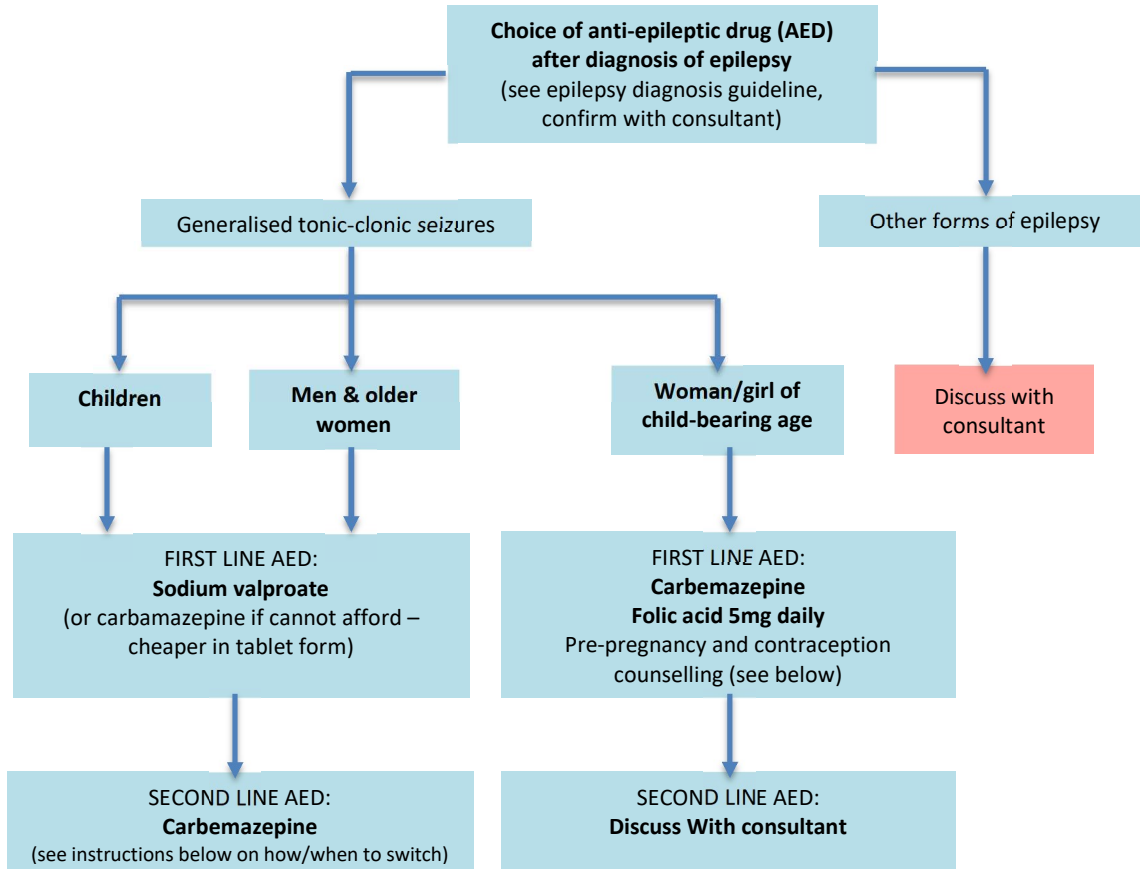 Choice of anti-epileptic drug (AED)
after diagnosis of epilepsy
(see epilepsy diagnosis guideline,
confirm with consultant)
Generalised tonic-clonic seizures
Other forms of epilepsy
Children
Men & older
women
Woman/girl of
child-bearing age
Discuss with
consultant
FIRST LINE AED:
Sodium valproate
(or carbamazepine if cannot afford –
cheaper in tablet form)
FIRST LINE AED:
Carbemazepine
Folic acid 5mg daily
Pre-pregnancy and contraception
counselling (see below)
SECOND LINE AED:
Carbemazepine
(see instructions below on how/when to switch)
SECOND LINE AED:
Discuss With consultant